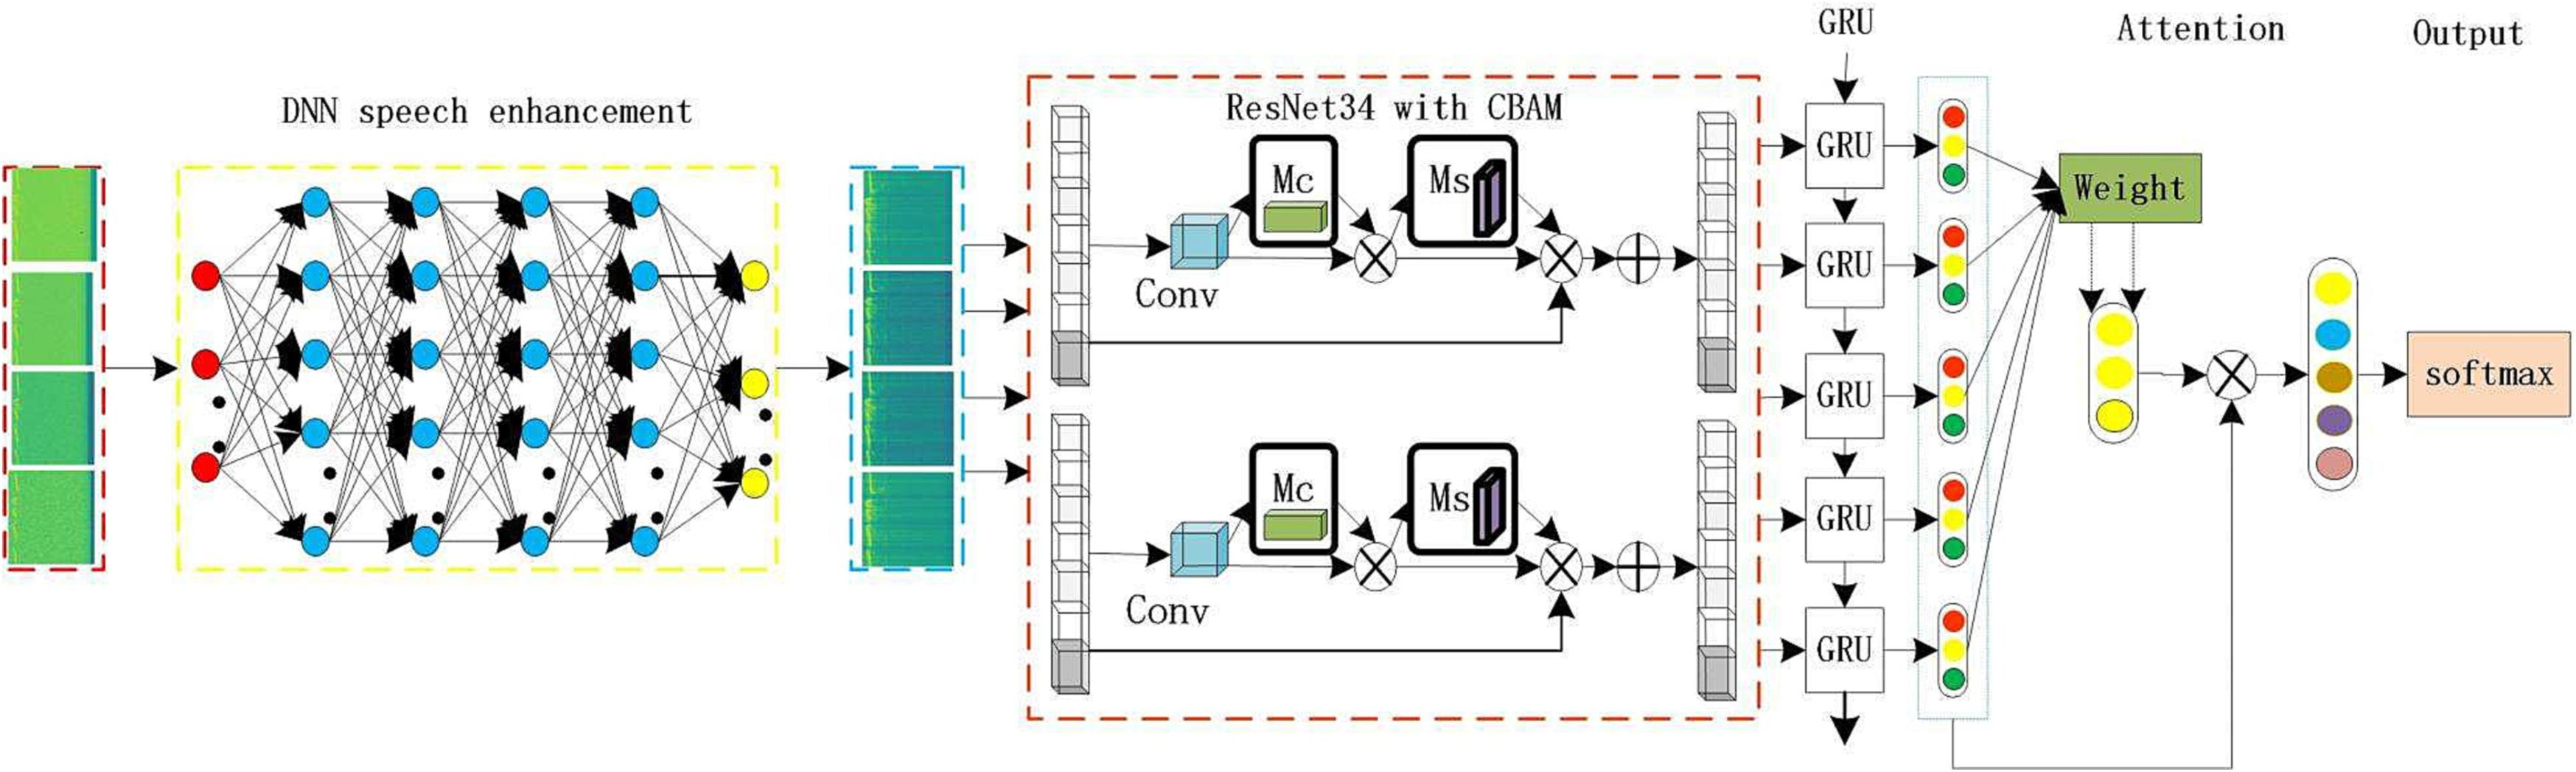 DNN speech enhancement
ResNet34 with CBAM
Mc
Ms
Conv
Mc
Ms
Conv
GRU
GRU
GRU
GRU
GRU
GRU
Attention
Weight
Output
softmax